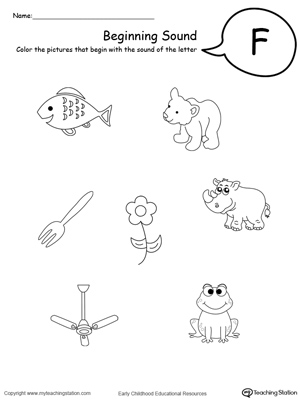 Name:
Beginning Sound
Color the pictures that begin with the sound of the letter
F
Copyright ©
www.myteachingstation.com
Early Childhood Educational Resources
My Teaching Station